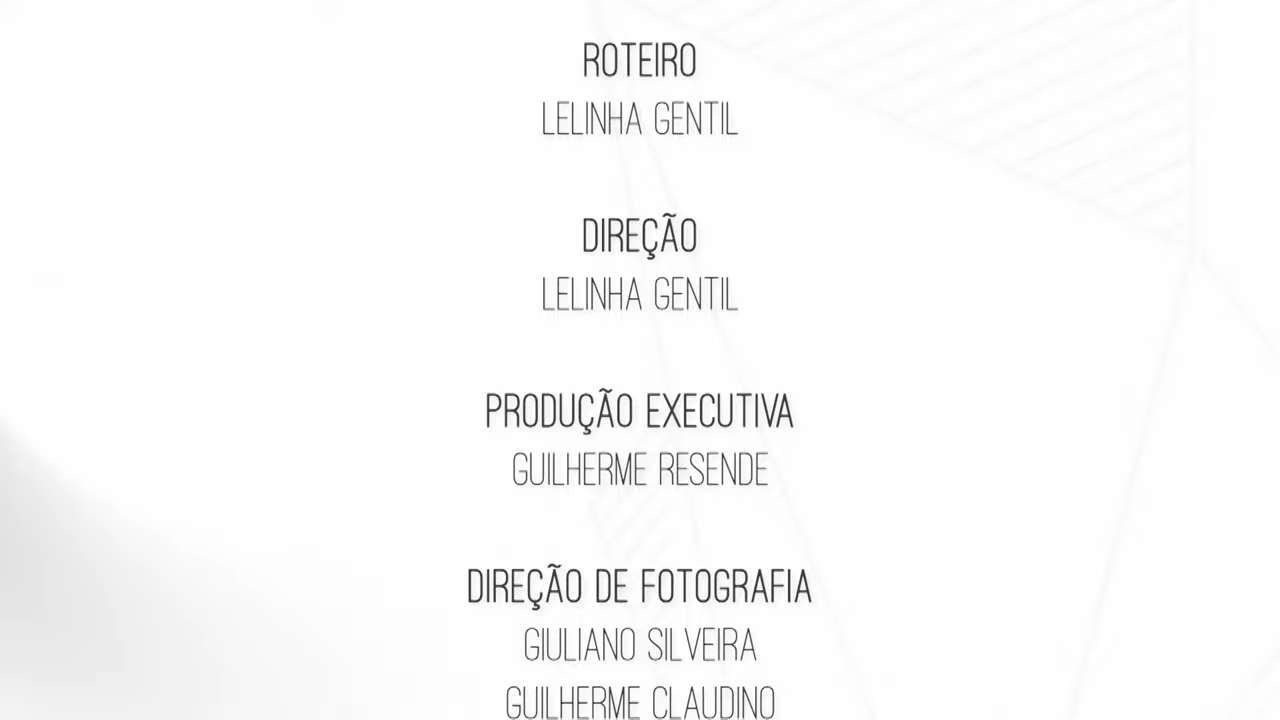 ROTEIRO
LELINHA GENTIL
DIREÇÃO
LELINHA GENTIL
PRODUÇÃO EXECUTIVA
GUILHERME RESENDE
DIREÇÃO DE FOTOGRAFIA
GIULIANO SILVEIRA
GUILHERME CLAUDINO